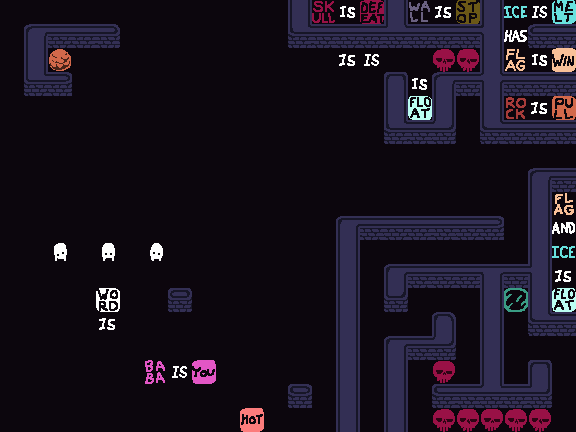 SKULL IS DEFEAT WALL IS STOP ICE IS MELT
HAS
IS IS FLAG IS WIN
IS
FLOAT ROCK IS PULL
FLAG
AND
ICE
IS
WORD FLOAT
IS
BABA IS YOU
HOT